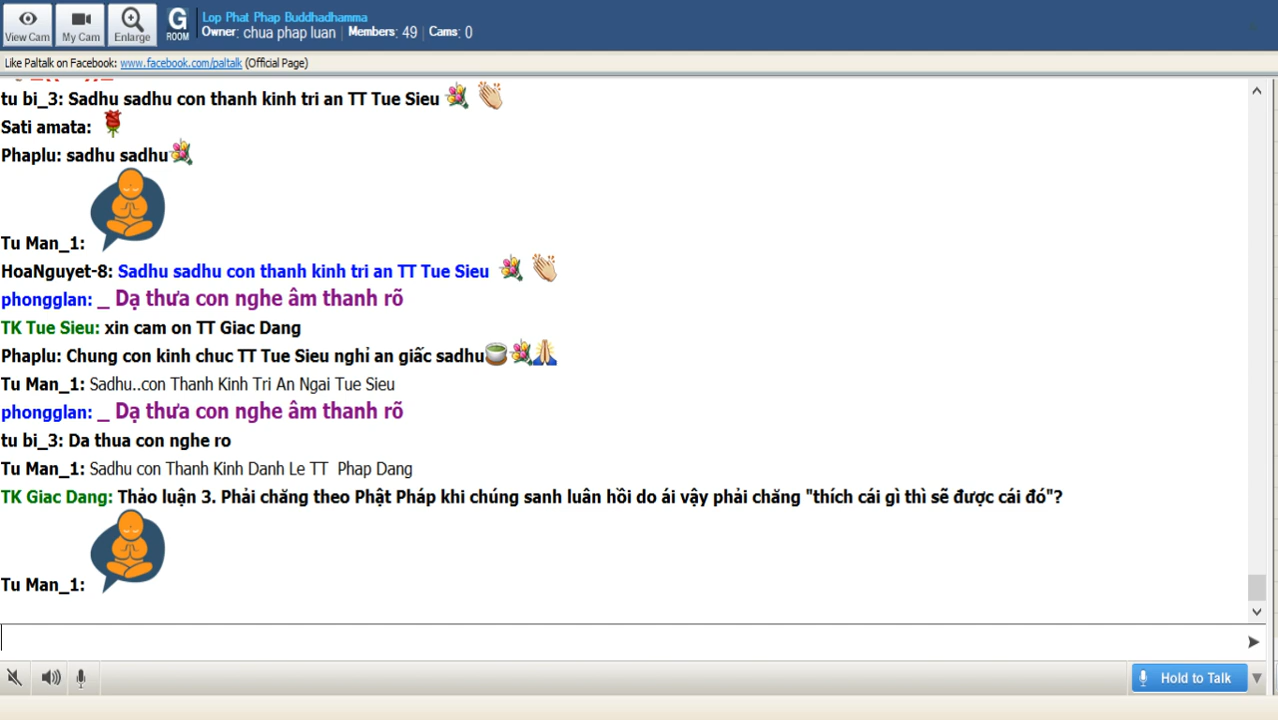 View Cam
My Cam
Enlarge
G
ROOM
Lop Phat Phap Buddhadhamma
Owner: chua phap luan | Members: 49 | Cams: 0
Like Paltalk on Facebook: www.facebook.com/paltalk (Official Page)
tu bi_3: Sadhu sadhu con thanh kinh tri an TT Tue Sieu
Sati amata:
Phaplu: sadhu sadhu
Tu Man_1:
HoaNguyet-8: Sadhu sadhu con thanh kinh tri an TT Tue Sieu
phongglan: _ Dạ thưa con nghe âm thanh rõ
TK Tue Sieu: xin cam on TT Giac Dang
Phaplu: Chung con kinh chuc TT Tue Sieu nghỉ an giấc sadhu
Tu Man_1: Sadhu..con Thanh Kinh Tri An Ngai Tue Sieu
phongglan: _ Dạ thưa con nghe âm thanh rõ
tu bi_3: Da thua con nghe ro
Tu Man_1: Sadhu con Thanh Kinh Danh Le TT Phap Dang
TK Giac Dang: Thảo luận 3. Phải chăng theo Phật Pháp khi chúng sanh luân hồi do ái vậy phải chăng "thích cái gì thì sẽ được cái đó"?
Tu Man_1:
Hold to Talk